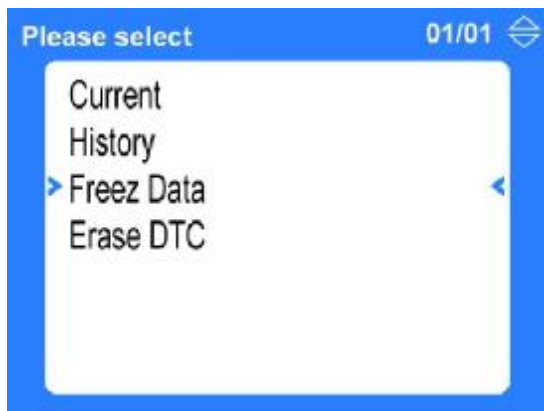 Please select 01/01
Current
History
> Freez Data <
Erase DTC